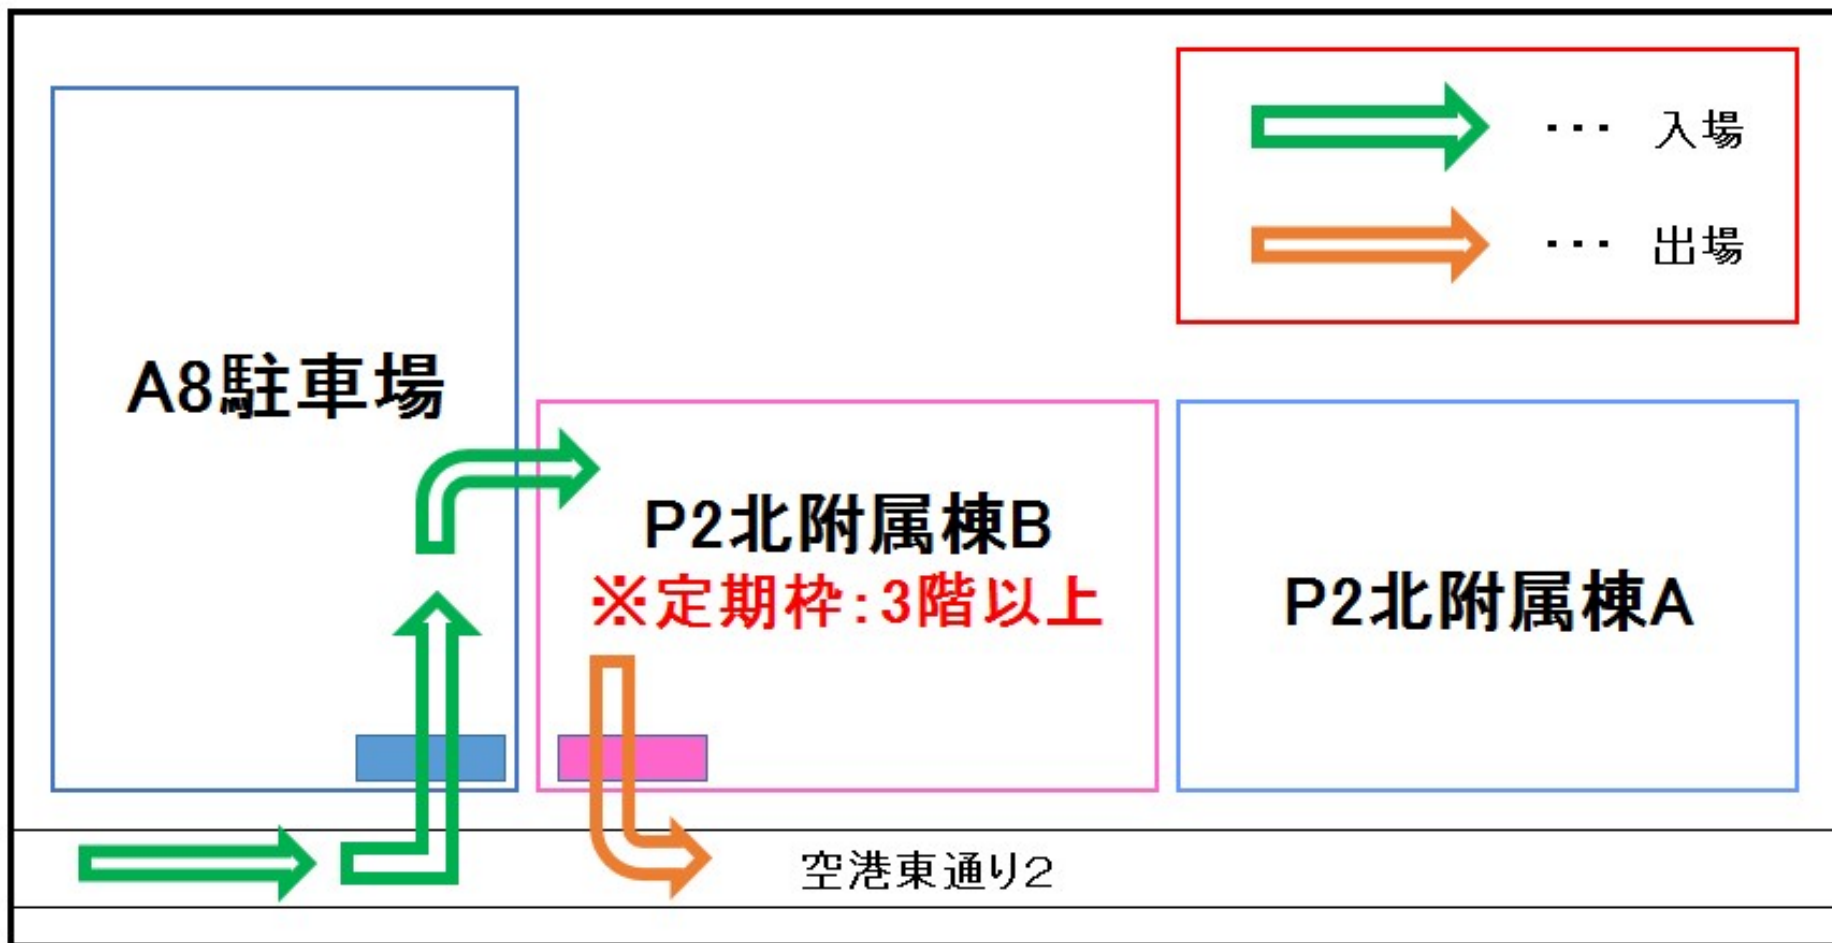 ・・・ 入場
・・・ 出場
A8駐車場
P2北附属棟B
※定期枠:3階以上
P2北附属棟A
空港東通り2